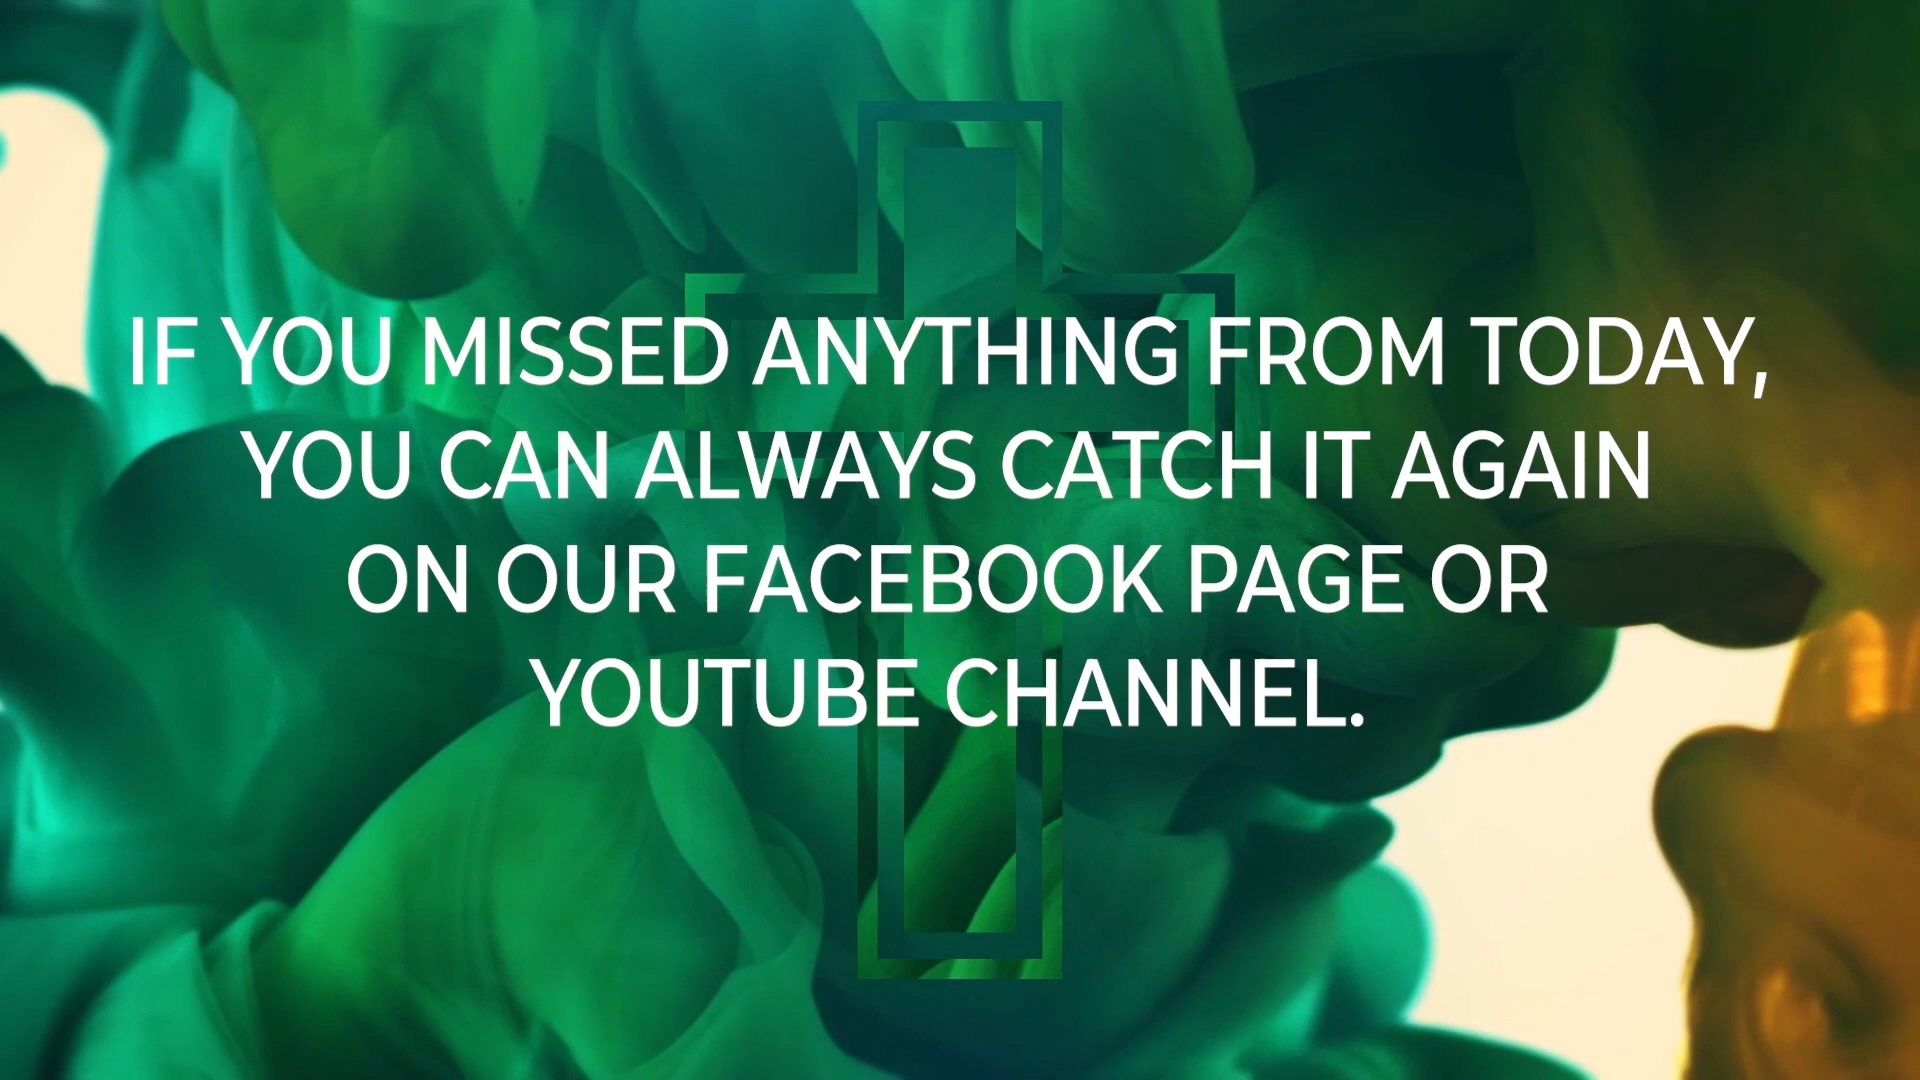 IF YOU MISSED ANYTHING FROM TODAY,
YOU CAN ALWAYS CATCH IT AGAIN
ON OUR FACEBOOK PAGE OR
YOUTUBE CHANNEL.